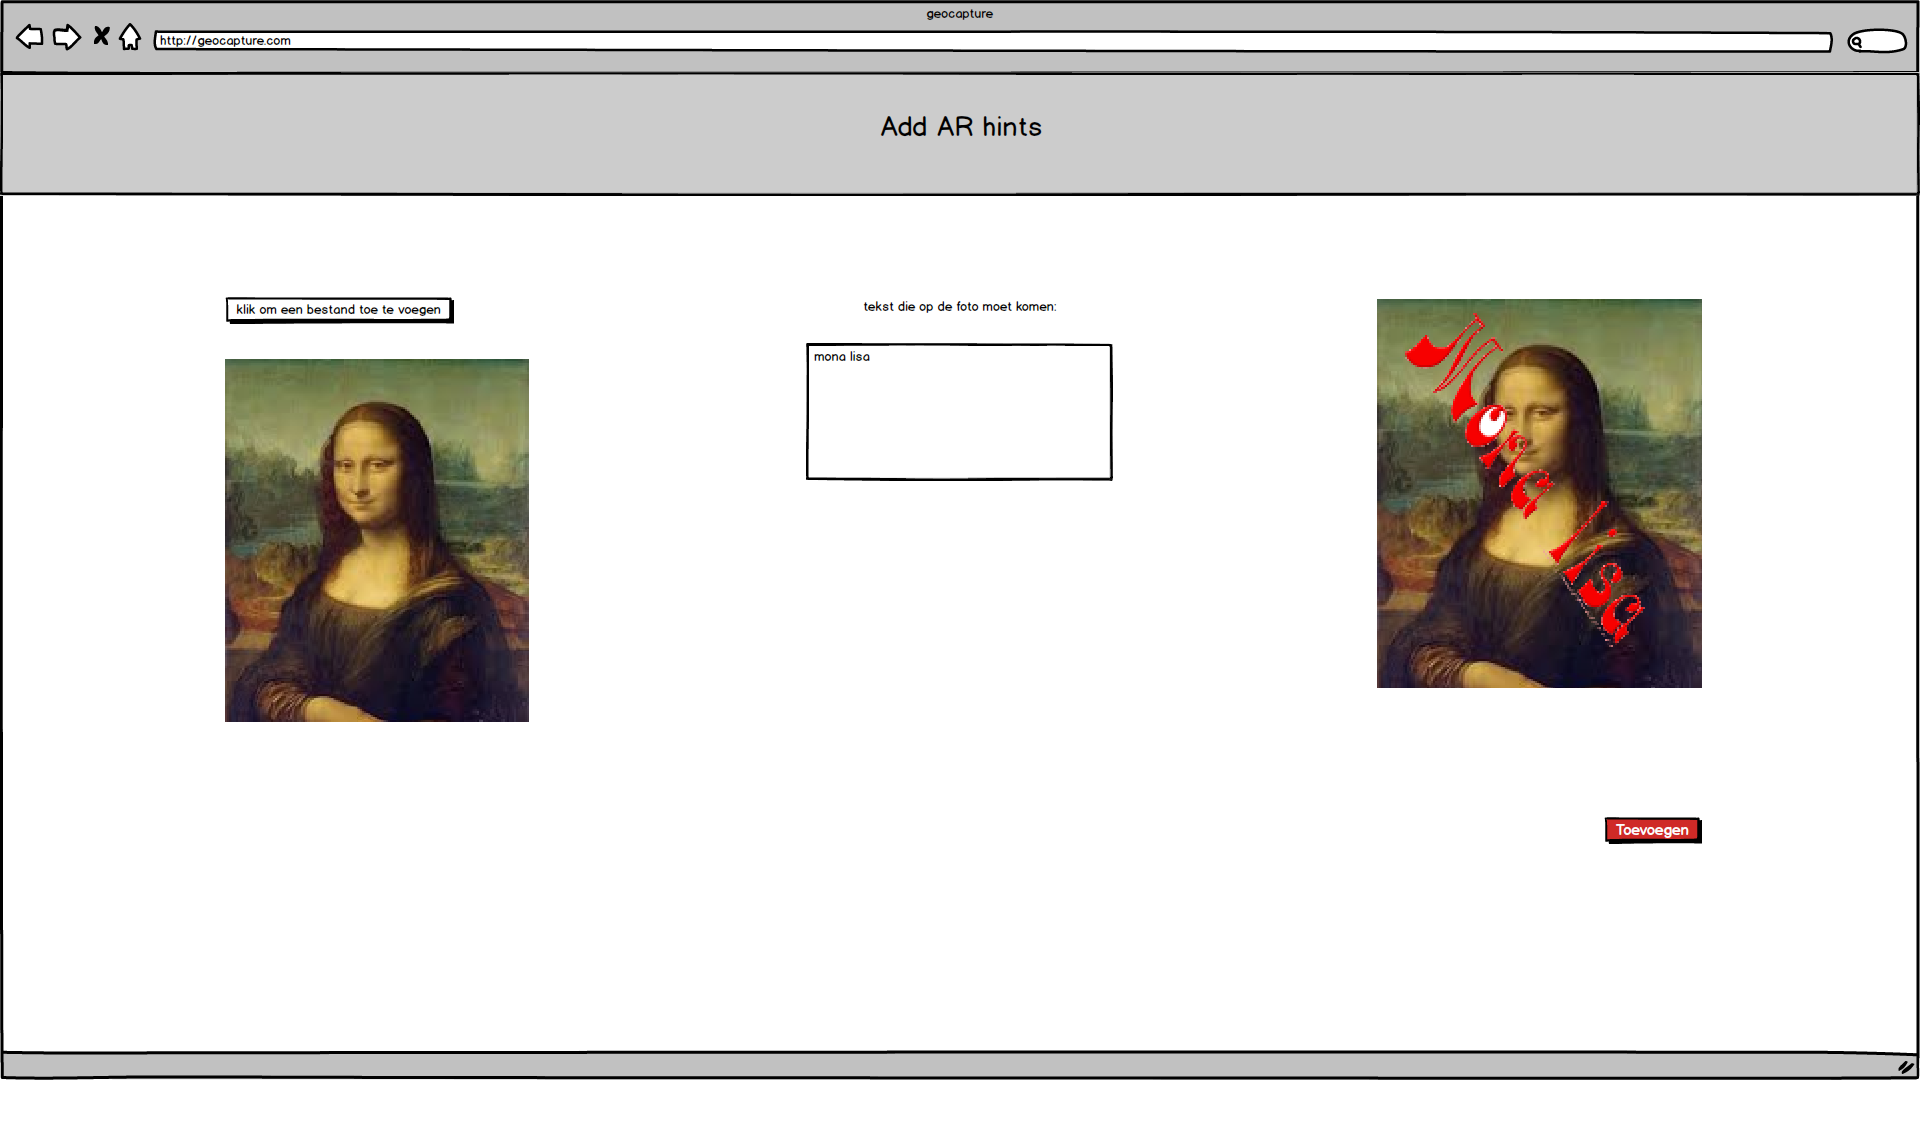 geocapture
http://geocapture.com
Add AR hints
klik om een bestand toe te voegen
tekst die op de foto moet komen:
mona lisa
Mona lisa
Toevoegen